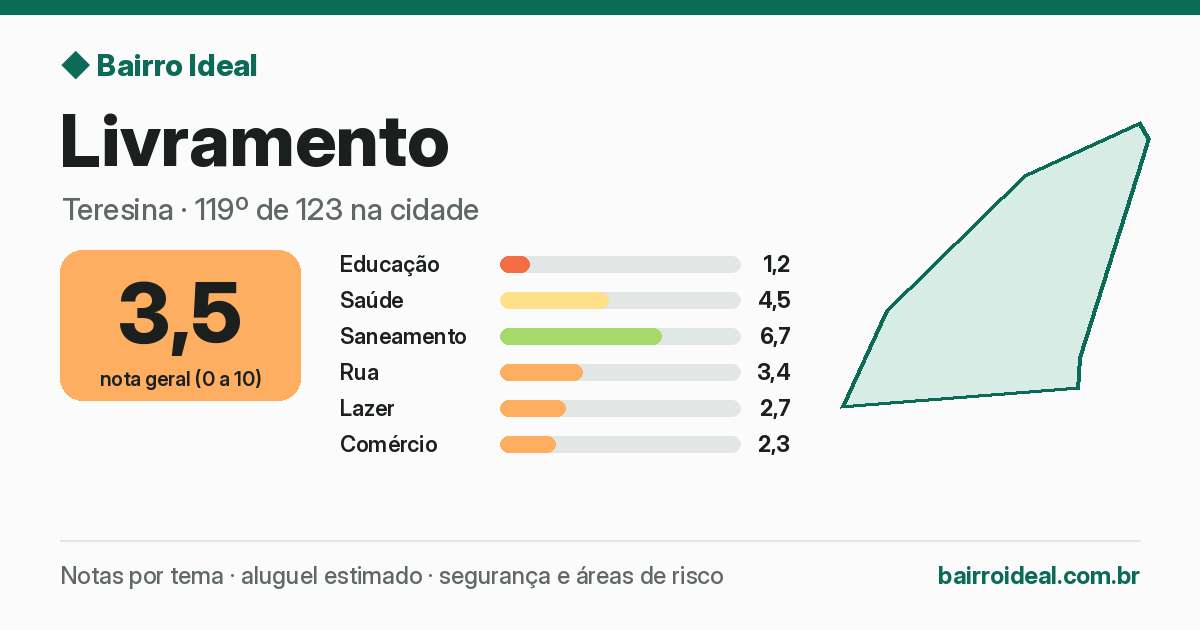 Bairro Ideal
Livramento
Teresina · 119º de 123 na cidade
3,5
nota geral (0 a 10)
Educação 1,2
Saúde 4,5
Saneamento 6,7
Rua 3,4
Lazer 2,7
Comércio 2,3
Notas por tema · aluguel estimado · segurança e áreas de risco
bairroideal.com.br